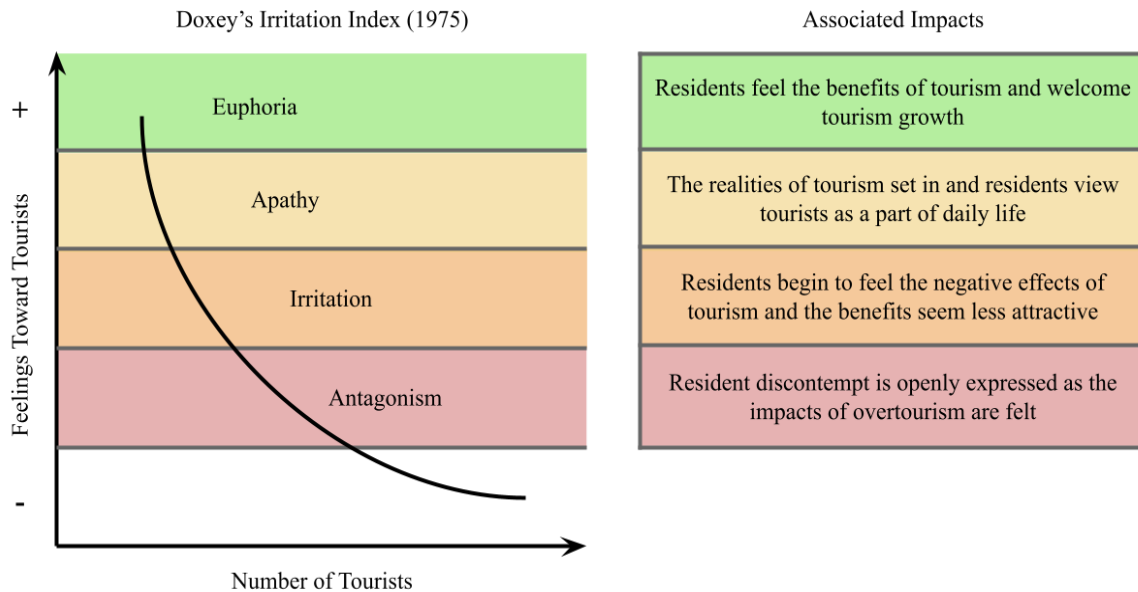 Doxey’s Irritation Index (1975)
Associated Impacts
+
Feelings Toward Tourists
-
Euphoria
Apathy
Irritation
Antagonism
Number of Tourists
Residents feel the benefits of tourism and welcome
tourism growth
The realities of tourism set in and residents view
tourists as a part of daily life
Residents begin to feel the negative effects of
tourism and the benefits seem less attractive
Resident discontempt is openly expressed as the
impacts of overtourism are felt